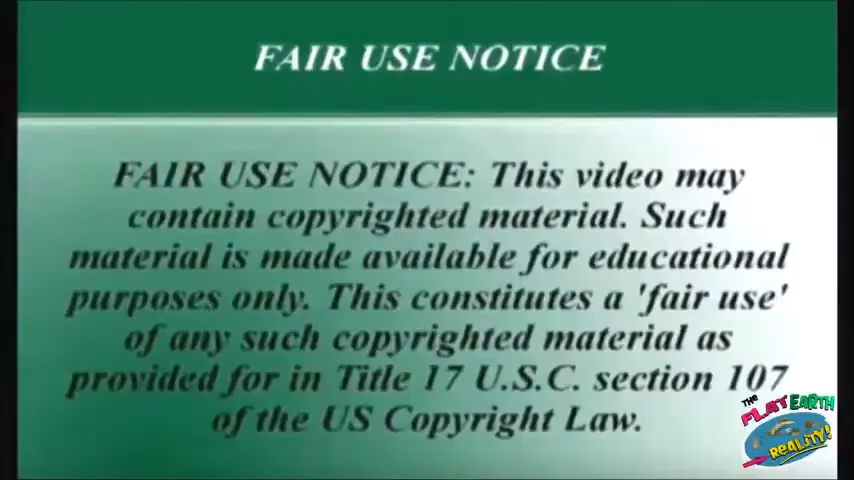 FAIR USE NOTICE
FAIR USE NOTICE: This video may
contain copyrighted material. Such
material is made available for educational
purposes only. This constitutes a 'fair use'
of any such copyrighted material as
provided for in Title 17 U.S.C. section 107
of the US Copyright Law.
THE
FLAT EARTH
REALITY!